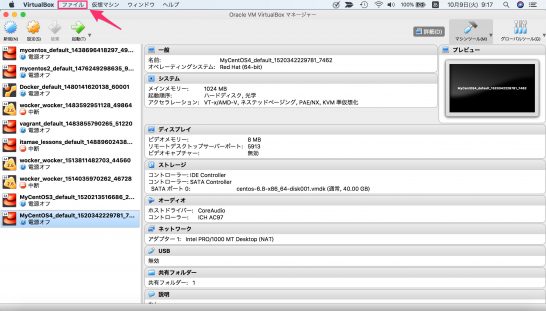 VirtualBox ファイル 仮想マシン ウィンドウ ヘルプ 100% 10月9日(火) 9:17
Oracle VM VirtualBox マネージャー
新規(N) 設定(S) 破棄 起動(T) 詳細(D) マシンツール(M) グローバルツール(G)
mycentos_default_1438696418297_49...
電源オフ
mycentos2_default_1476249298635_9...
電源オフ
Docker_default_1480141620138_60001
電源オフ
wocker_wocker_1483592951128_49864
中断
vagrant_default_1483855790265_51220
電源オフ
itamae_lessons_default_14889602438...
中断
wocker_wocker_1513811482703_44560
電源オフ
wocker_wocker_1514035970262_46728
中断
MyCentOS3_default_1520213516686_2...
電源オフ
MyCentOS4_default_1520342229781_7...
電源オフ
一般
名前: MyCentOS4_default_1520342229781_7462
オペレーティングシステム: Red Hat (64-bit)
システム
メインメモリー: 1024 MB
起動順序: ハードディスク, 光学
アクセラレーション: VT-x/AMD-V, ネステッドページング, PAE/NX, KVM 準仮想化
ディスプレイ
ビデオメモリー: 8 MB
リモートデスクトップサーバーポート: 5913
ビデオキャプチャー: 無効
ストレージ
コントローラー: IDE Controller
コントローラー: SATA Controller
SATA ポート 0: centos-6.8-x86_64-disk001.vmdk (通常, 40.00 GB)
オーディオ
ホストドライバー: CoreAudio
コントローラー: ICH AC97
ネットワーク
アダプター 1: Intel PRO/1000 MT Desktop (NAT)
USB
無効
共有フォルダー
共有フォルダー: 1
説明
プレビュー
MyCentOS4_default_1520342229781_7462